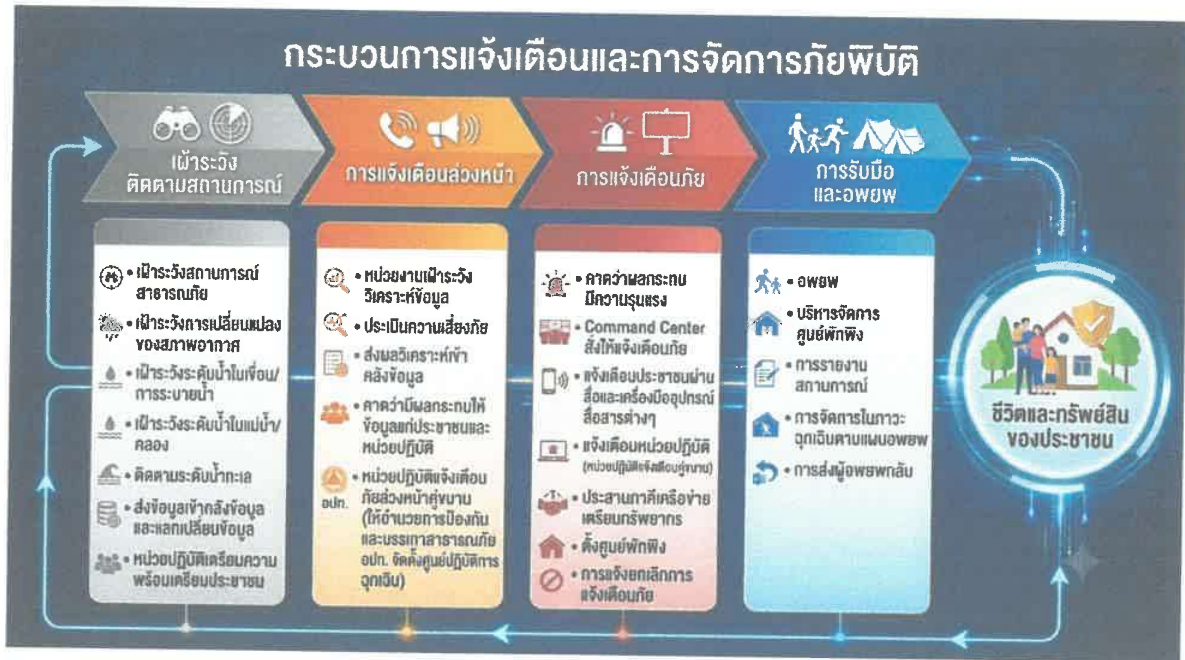 กระบวนการแจ้งเตือนและการจัดการภัยพิบัติ
เฝ้าระวัง
ติดตามสถานการณ์
การแจ้งเตือนล่วงหน้า
การแจ้งเตือนภัย
การรับมือ
และอพยพ
• เฝ้าระวังสถานการณ์
สาธารณภัย
• เฝ้าระวังการเปลี่ยนแปลง
ของสภาพอากาศ
• เฝ้าระวังระดับน้ำในเขื่อน/
การระบายน้ำ
• เฝ้าระวังระดับน้ำในแม่น้ำ/
คลอง
• ติดตามระดับน้ำทะเล
• ส่งข้อมูลเข้าคลังข้อมูล
และแลกเปลี่ยนข้อมูล
• หน่วยปฏิบัติเตรียมความ
พร้อมเตรียมประชาชน
• หน่วยงานเฝ้าระวัง
วิเคราะห์ข้อมูล
• ประเมินความเสี่ยงภัย
• ส่งผลวิเคราะห์เข้า
คลังข้อมูล
• คาดว่ามีผลกระทบให้
ข้อมูลแก่ประชาชนและ
หน่วยปฏิบัติ
• หน่วยปฏิบัติแจ้งเตือน
ภัยล่วงหน้าคู่ขนาน
อปท.
(ให้อำนวยการป้องกัน
และบรรเทาสาธารณภัย
อปท. จัดตั้งศูนย์ปฏิบัติการ
ฉุกเฉิน)
• คาดว่าผลกระทบ
มีความรุนแรง
• Command Center
สั่งให้แจ้งเตือนภัย
• แจ้งเตือนประชาชนผ่าน
สื่อและเครื่องมืออุปกรณ์
สื่อสารต่างๆ
• แจ้งเตือนหน่วยปฏิบัติ
(หน่วยปฏิบัติแจ้งเตือนคู่ขนาน)
• ประสานภาคีเครือข่าย
เตรียมทรัพยากร
• ตั้งศูนย์พักพิง
• การแจ้งยกเลิกการ
แจ้งเตือนภัย
• อพยพ
• บริหารจัดการ
ศูนย์พักพิง
• การรายงาน
สถานการณ์
• การจัดการในภาวะ
ฉุกเฉินตามแผนอพยพ
• การส่งผู้อพยพกลับ
ชีวิตและทรัพย์สิน
ของประชาชน